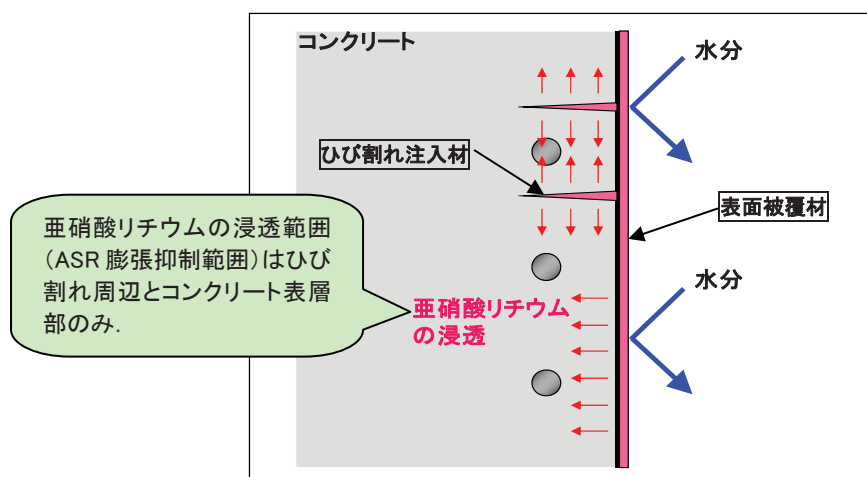 コンクリート
水分
ひび割れ注入材
表面被覆材
亜硝酸リチウムの浸透範囲
（ASR 膨張抑制範囲）はひび
割れ周辺とコンクリート表層
部のみ．
亜硝酸リチウム
の浸透
水分